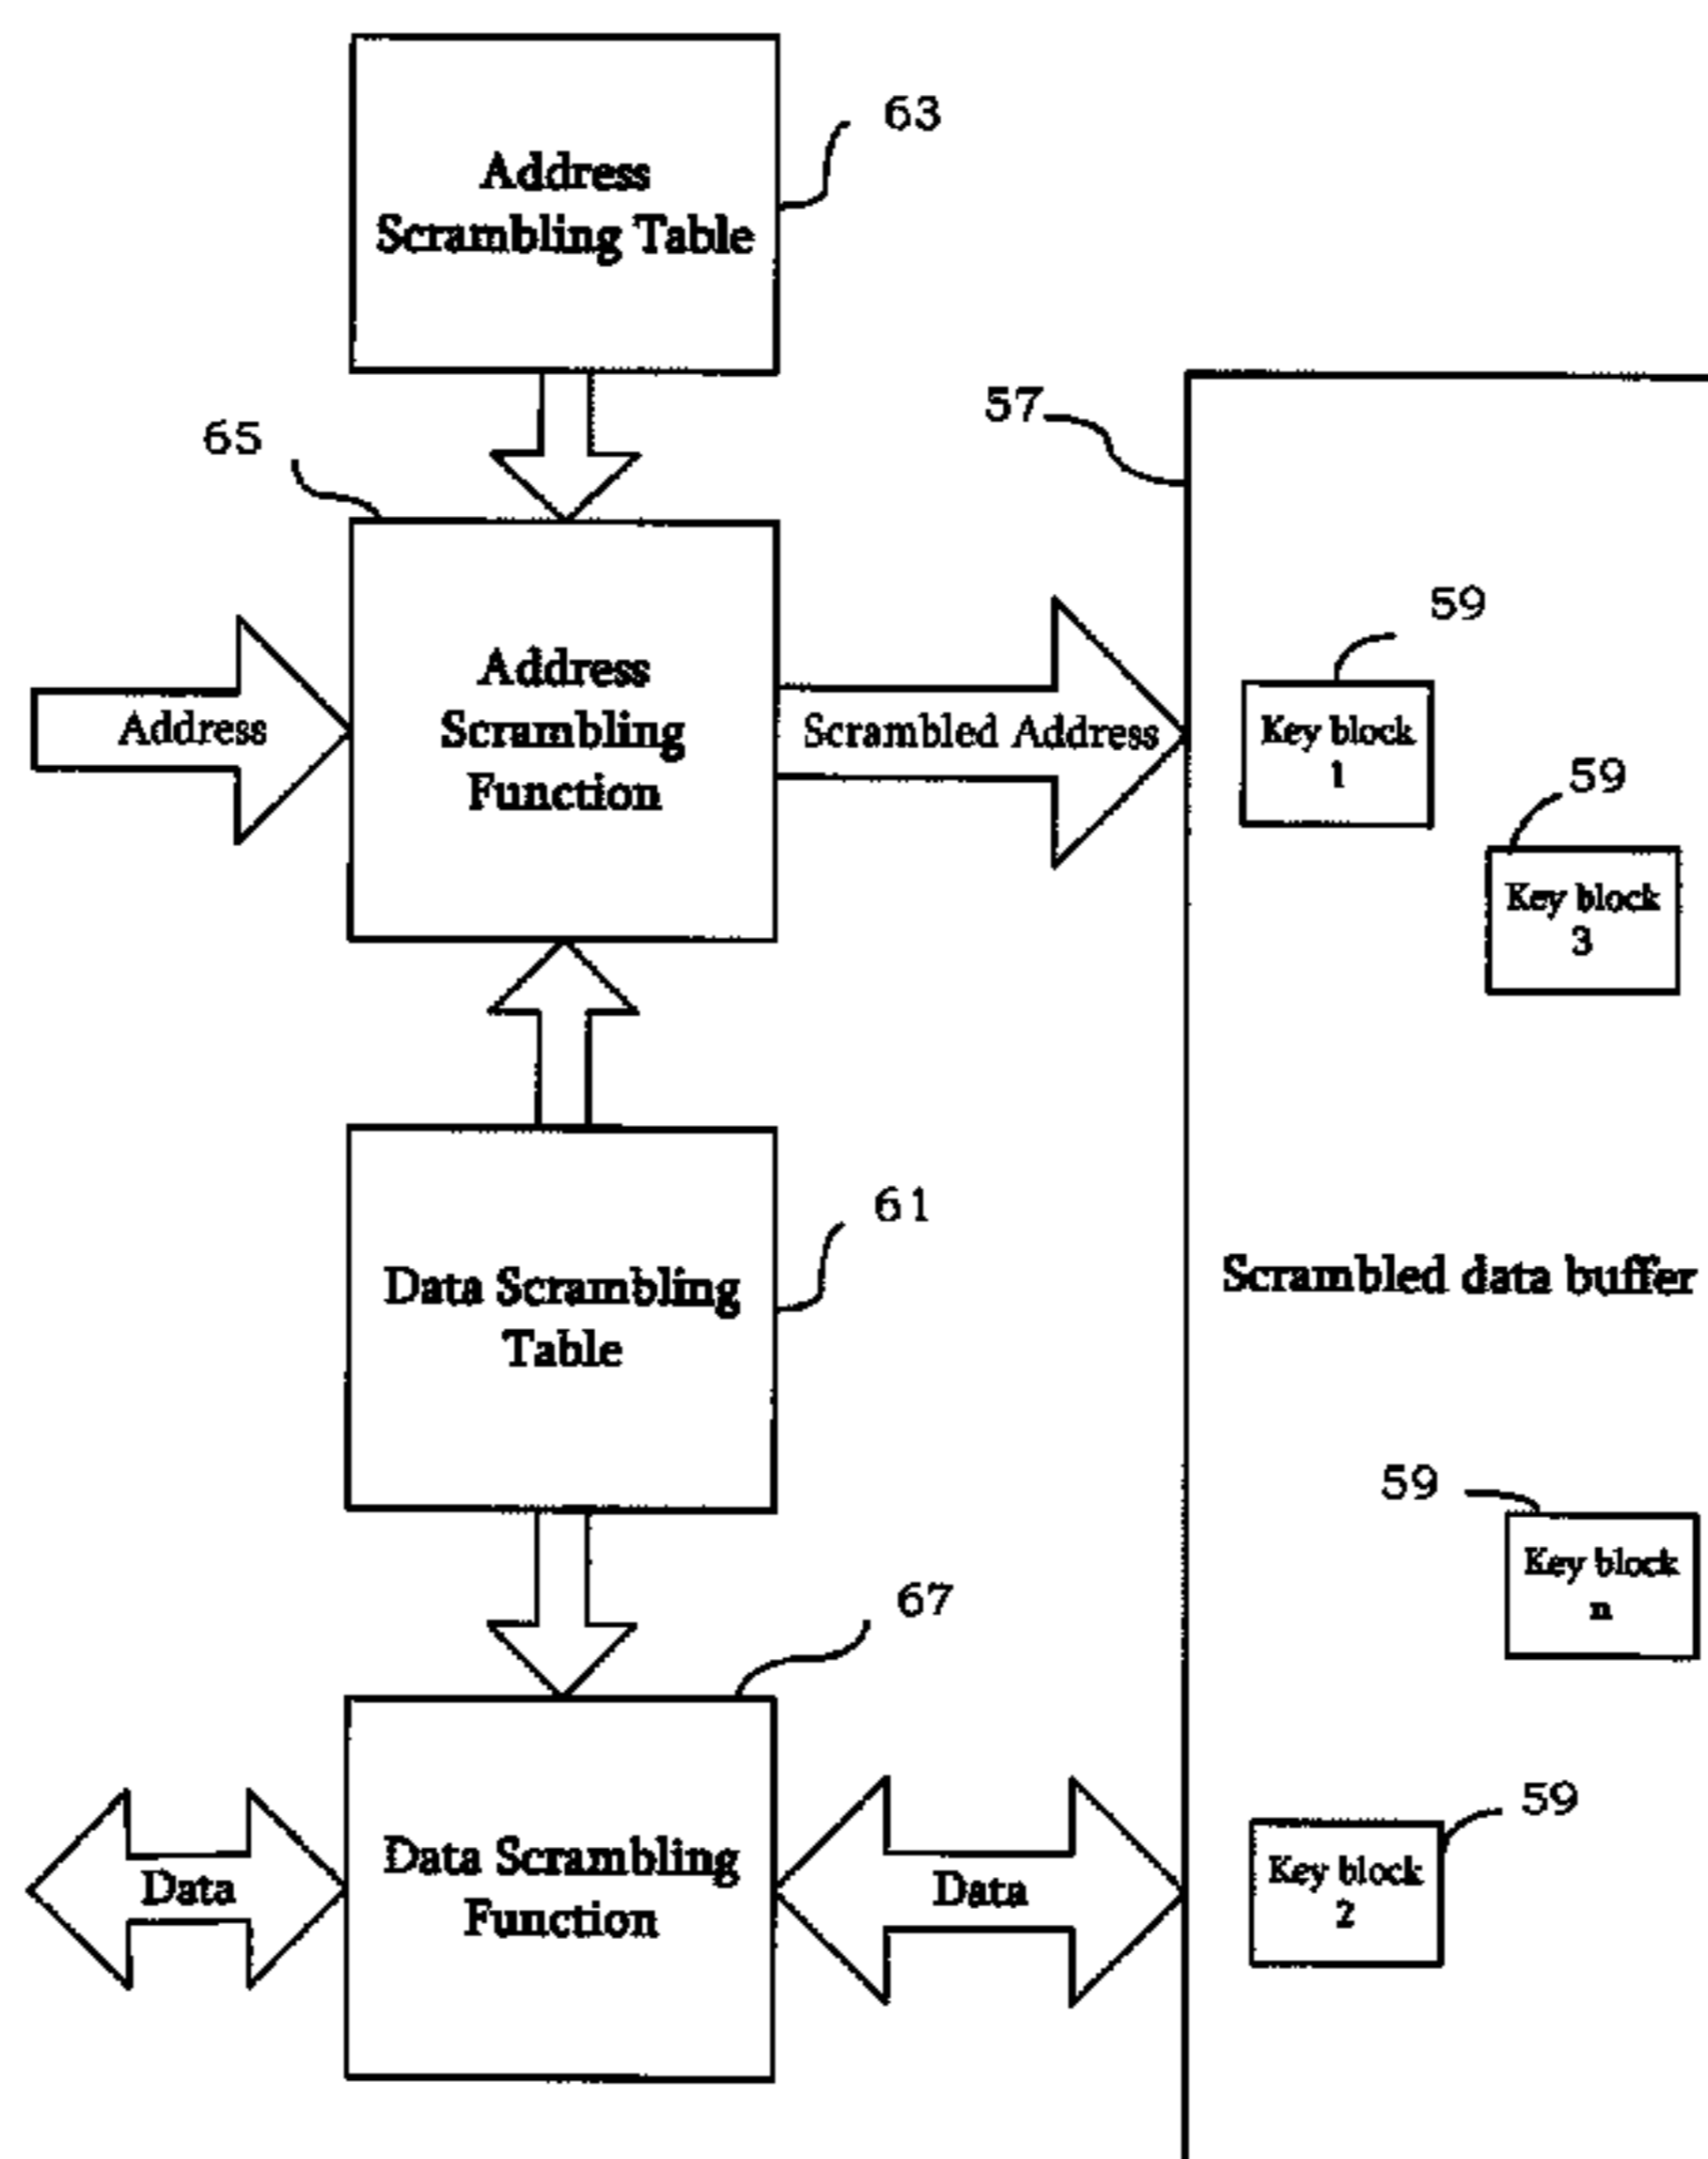 63
Address
Scrambling Table
57
65
59
Address
Scrambling
Function
Address
Scrambled Address
Key block
1
59
Key block
3
61
Data Scrambling
Table
Scrambled data buffer
59
Key block
n
67
59
Data Scrambling
Function
Data
Data
Key block
2